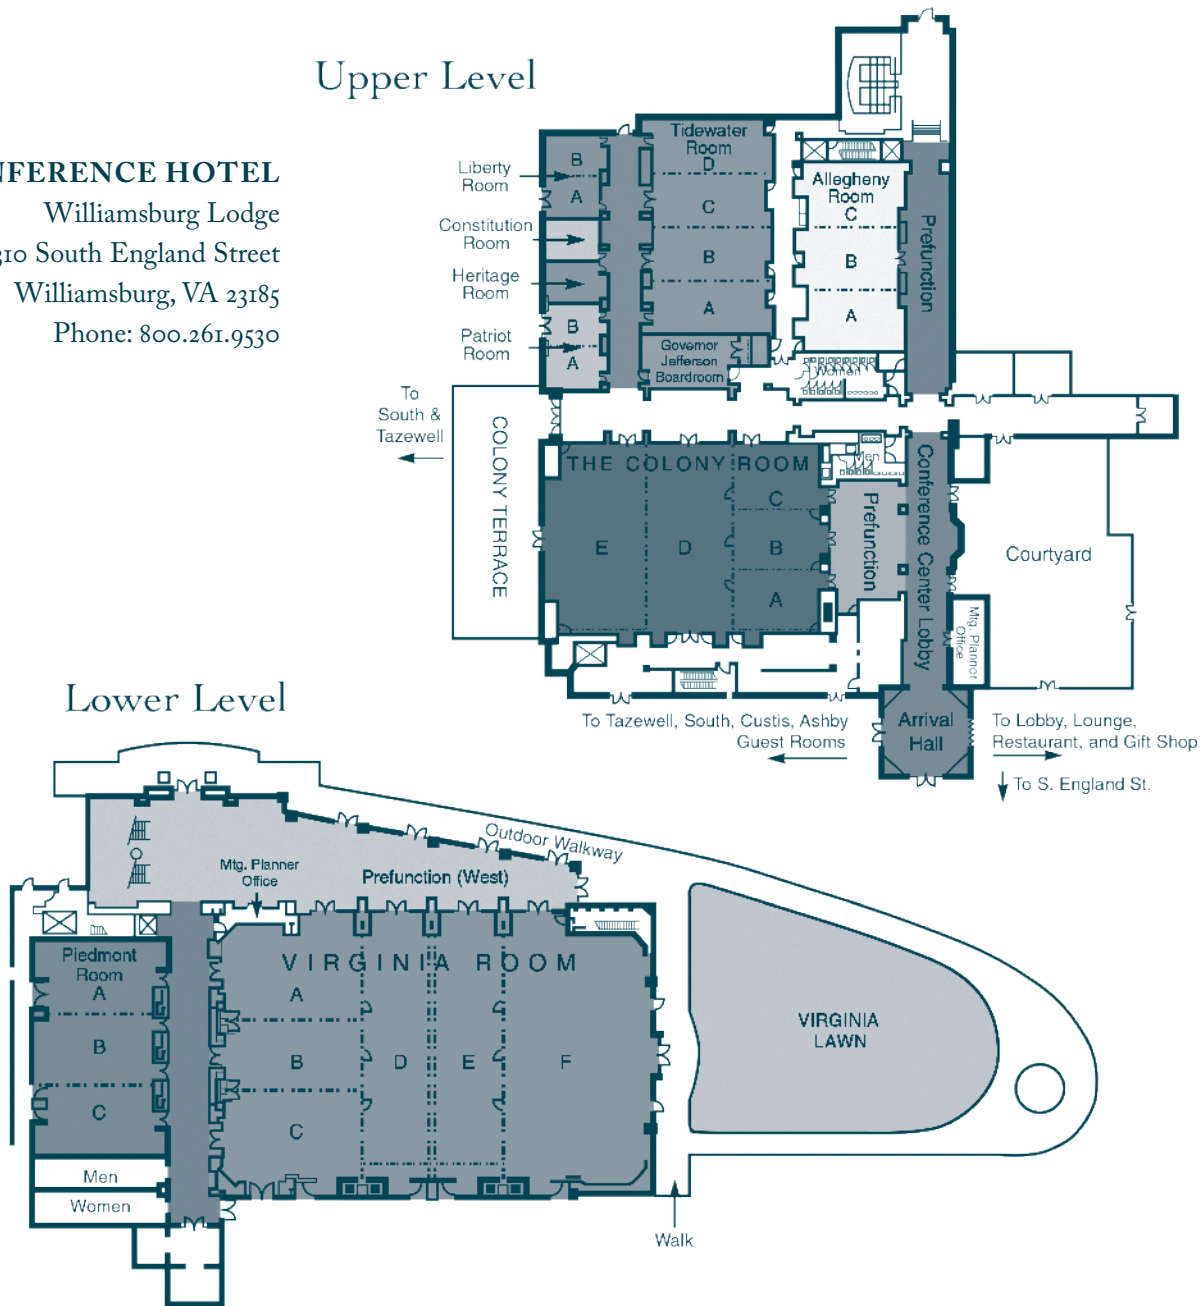 Upper Level
NFERENCE HOTEL
Williamsburg Lodge
310 South England Street
Williamsburg, VA 23185
Phone: 800.261.9530
Liberty
Room
B
A
Constitution
Room
Heritage
Room
Patriot
Room
B
A
Tidewater
Room
D
C
B
A
Governor
Jefferson
Boardroom
Allegheny
Room
C
B
A
Prefunction
Women
To
South &
Tazewell
COLONY TERRACE
THE COLONY ROOM
E
D
C
B
A
Men
Prefunction
Conference Center Lobby
Courtyard
Mtg. Planner
Office
To Tazewell, South, Custis, Ashby
Guest Rooms
Arrival
Hall
To Lobby, Lounge,
Restaurant, and Gift Shop
To S. England St.
Lower Level
Outdoor Walkway
Mtg. Planner
Office
Prefunction (West)
Piedmont
Room
A
B
C
Men
Women
VIRGINIA ROOM
A
B
C
D
E
F
VIRGINIA
LAWN
Walk